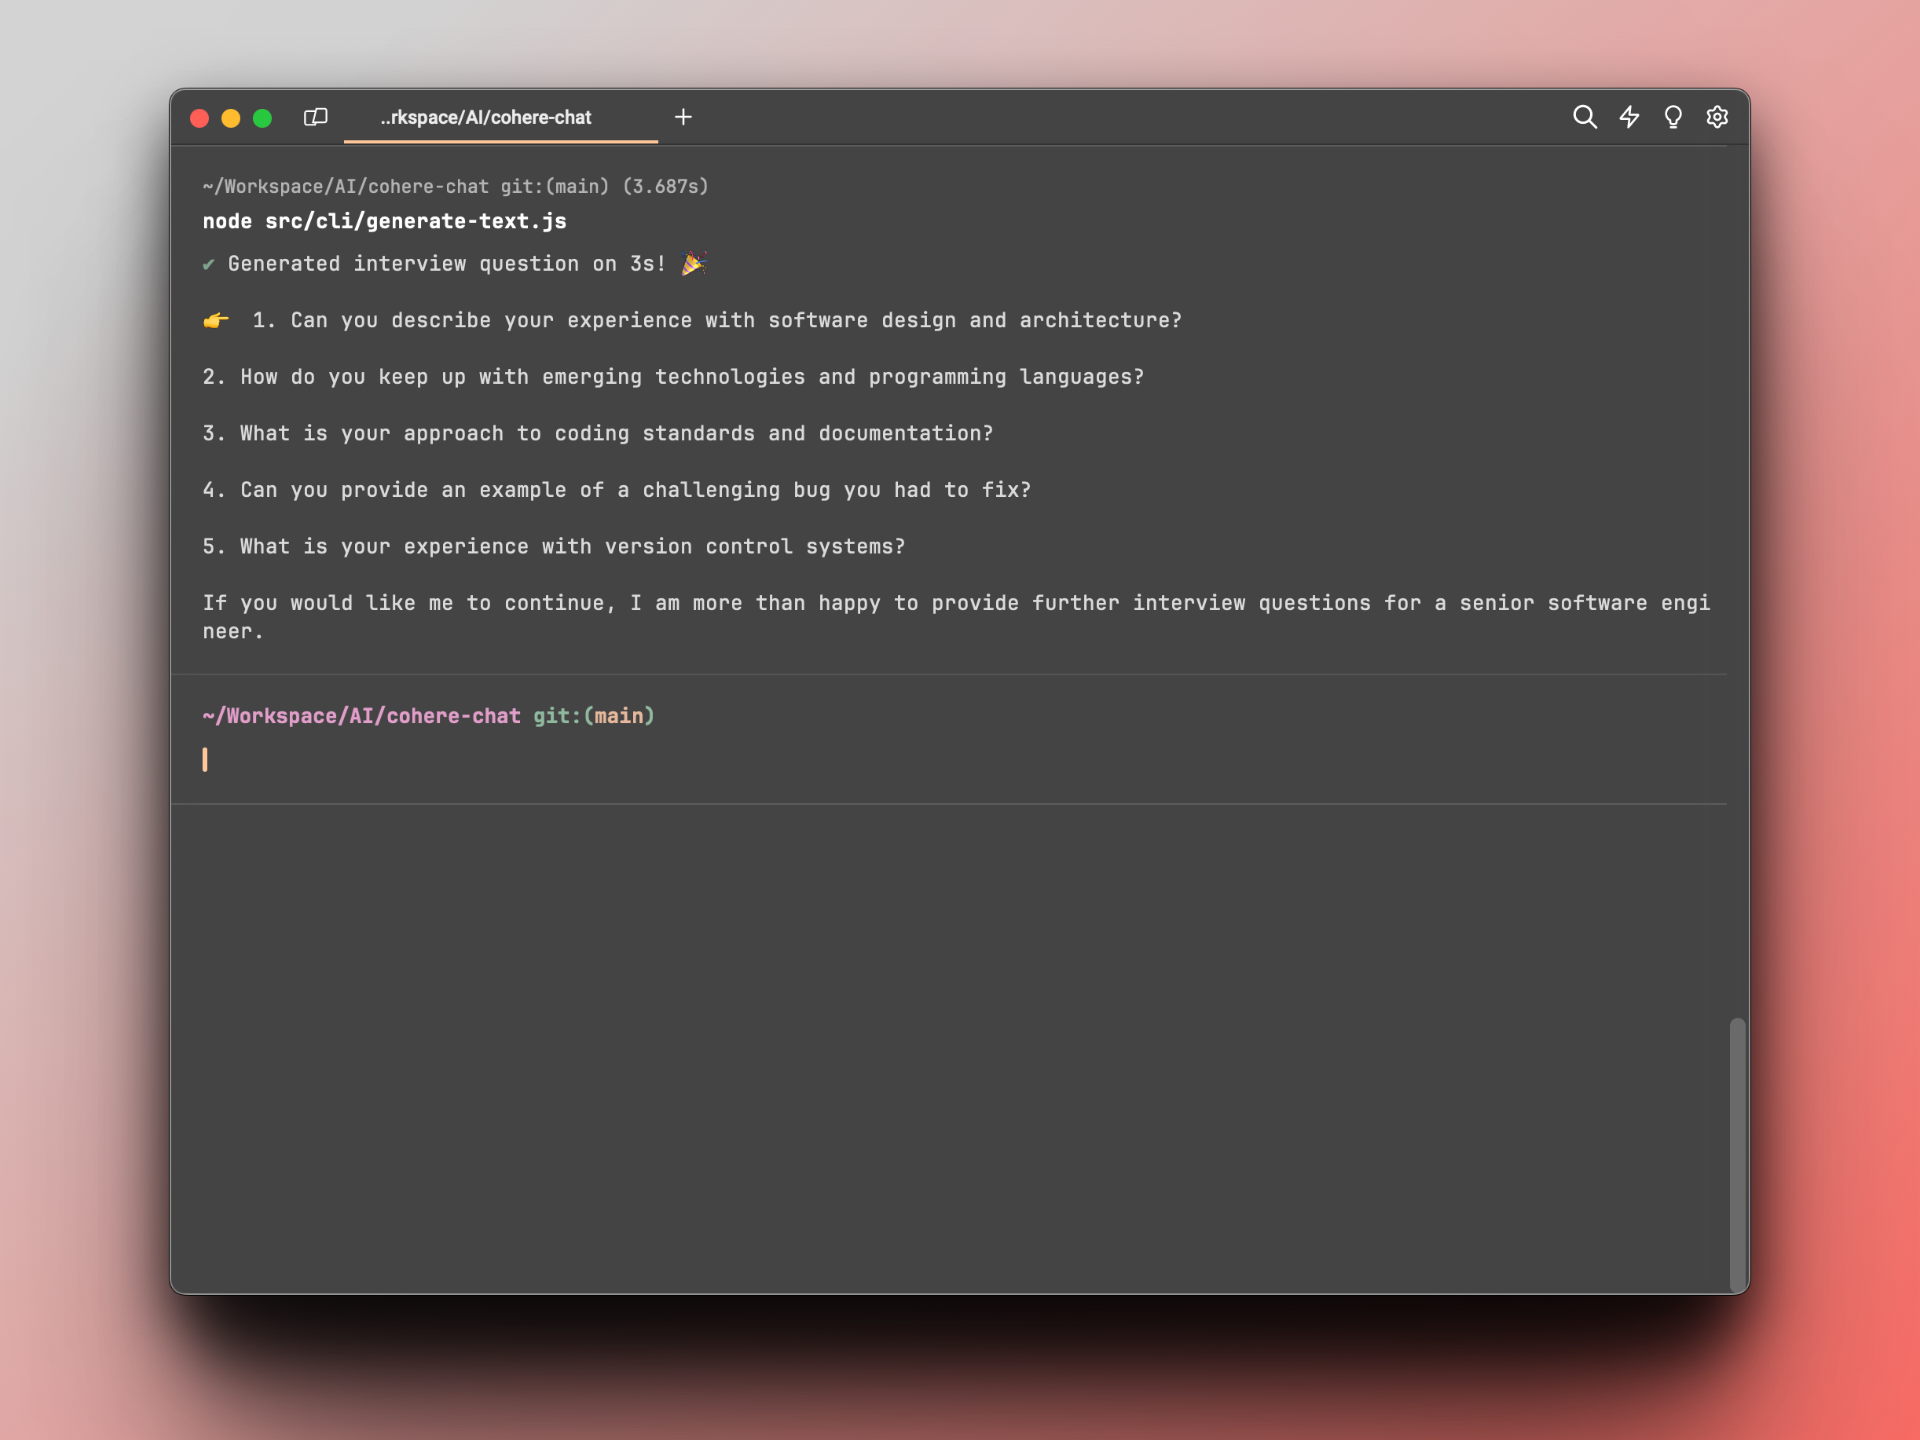 ..rkspace/AI/cohere-chat
~/Workspace/AI/cohere-chat git:(main) (3.687s)
node src/cli/generate-text.js
✔ Generated interview question on 3s! 🎉
👉 1. Can you describe your experience with software design and architecture?
2. How do you keep up with emerging technologies and programming languages?
3. What is your approach to coding standards and documentation?
4. Can you provide an example of a challenging bug you had to fix?
5. What is your experience with version control systems?
If you would like me to continue, I am more than happy to provide further interview questions for a senior software engi
neer.
~/Workspace/AI/cohere-chat git:(main)